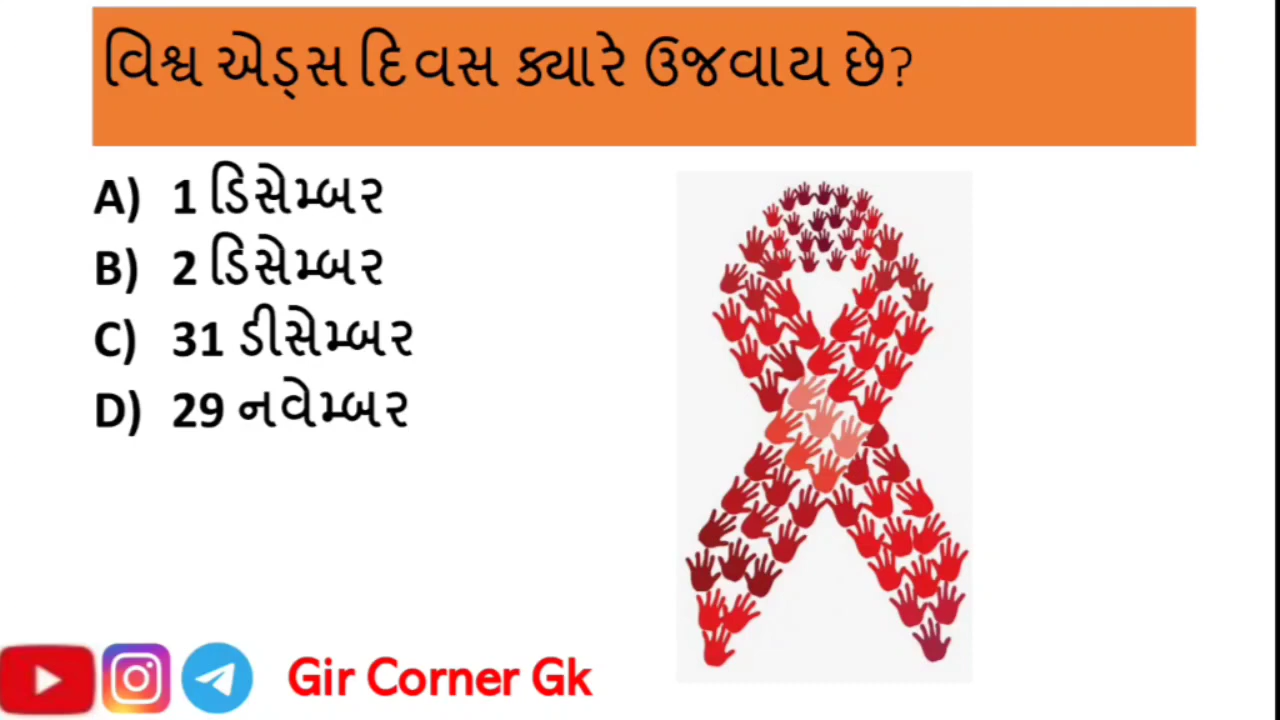 વિશ્વ એડ્સ દિવસ ક્યારે ઉજવાય છે?
A) 1 ડિસેમ્બર
B) 2 ડિસેમ્બર
C) 31 ડીસેમ્બર
D) 29 નવેમ્બર
Gir Corner Gk